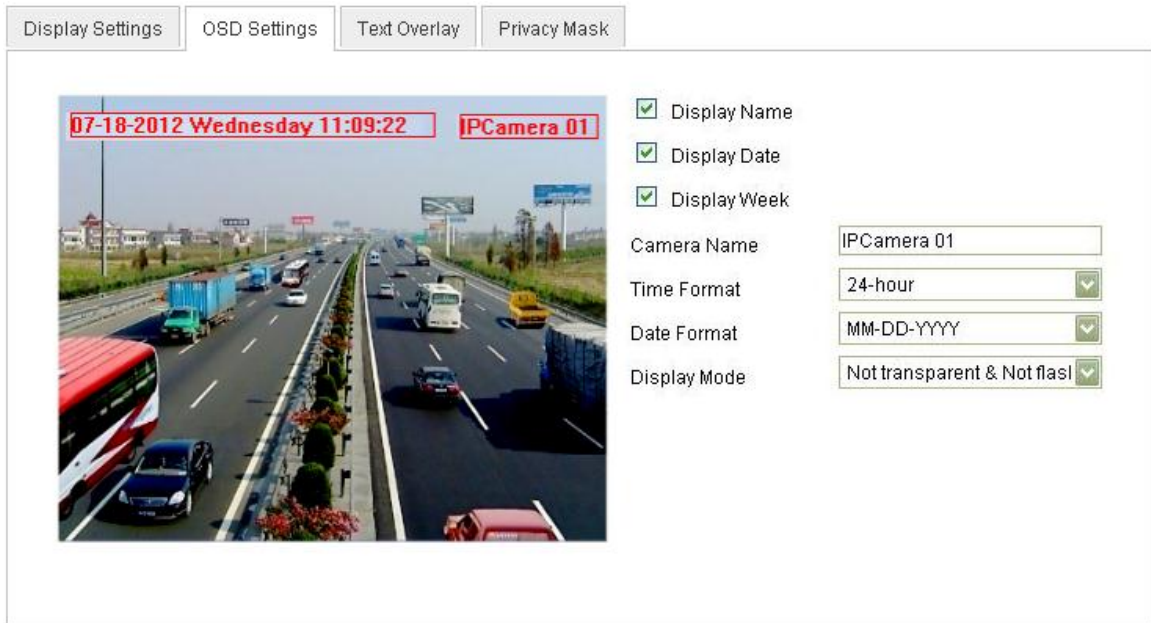 Display Settings OSD Settings Text Overlay Privacy Mask
07-18-2012 Wednesday 11:09:22 IPCamera 01
Display Name
Display Date
Display Week
Camera Name IPCamera 01
Time Format 24-hour
Date Format MM-DD-YYYY
Display Mode Not transparent & Not flas